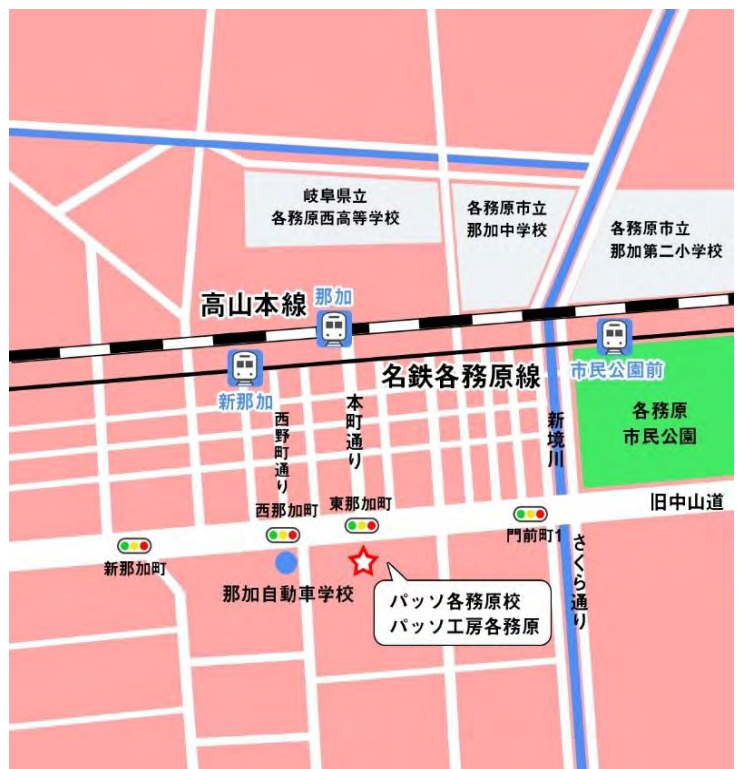 岐阜県立
各務原西高等学校
各務原市立
那加中学校
各務原市立
那加第二小学校
那加
高山本線
新那加
名鉄各務原線
市民公園前
各務原
市民公園
西野町通り
本町通り
新境川
西那加町
東那加町
旧中山道
新那加町
門前町1
さくら通り
那加自動車学校
パッソ各務原校
パッソ工房各務原